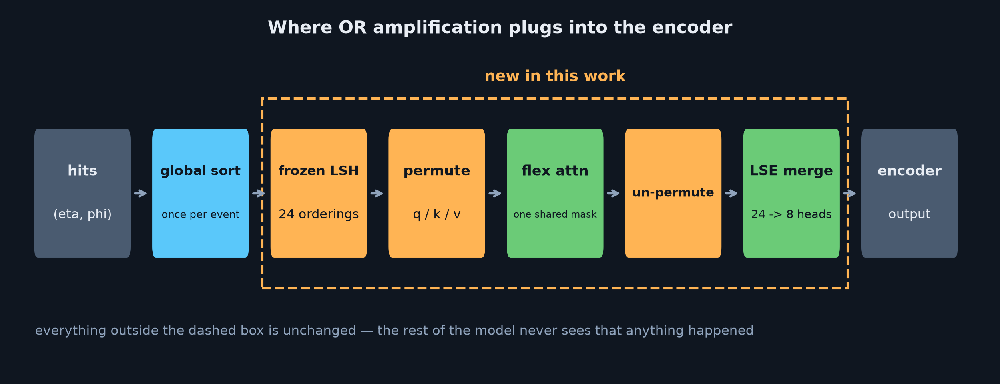 Where OR amplification plugs into the encoder
new in this work
hits
(eta, phi)
global sort
once per event
frozen LSH
24 orderings
permute
q / k / v
flex attn
one shared mask
un-permute
LSE merge
24 -> 8 heads
encoder
output
everything outside the dashed box is unchanged — the rest of the model never sees that anything happened